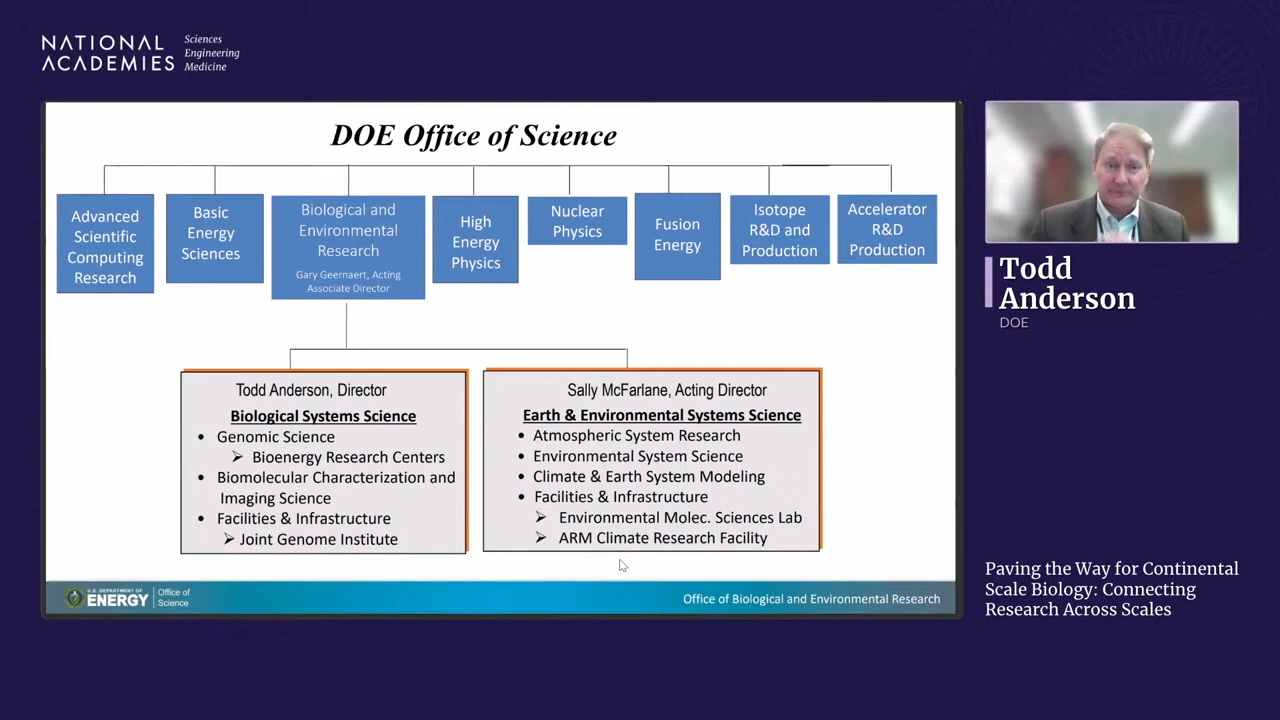 NATIONAL
ACADEMIES
Sciences
Engineering
Medicine
DOE Office of Science
Advanced
Scientific
Computing
Research
Basic
Energy
Sciences
Biological and
Environmental
Research
Gary Geernaert, Acting
Associate Director
High
Energy
Physics
Nuclear
Physics
Fusion
Energy
Isotope
R&D and
Production
Accelerator
R&D
Production
Todd Anderson, Director
Biological Systems Science
• Genomic Science
➢ Bioenergy Research Centers
• Biomolecular Characterization and
Imaging Science
• Facilities & Infrastructure
➢ Joint Genome Institute
Sally McFarlane, Acting Director
Earth & Environmental Systems Science
• Atmospheric System Research
• Environmental System Science
• Climate & Earth System Modeling
• Facilities & Infrastructure
➢ Environmental Molec. Sciences Lab
➢ ARM Climate Research Facility
U.S. DEPARTMENT OF
ENERGY
Office of
Science
Office of Biological and Environmental Research
Todd
Anderson
DOE
Paving the Way for Continental
Scale Biology: Connecting
Research Across Scales